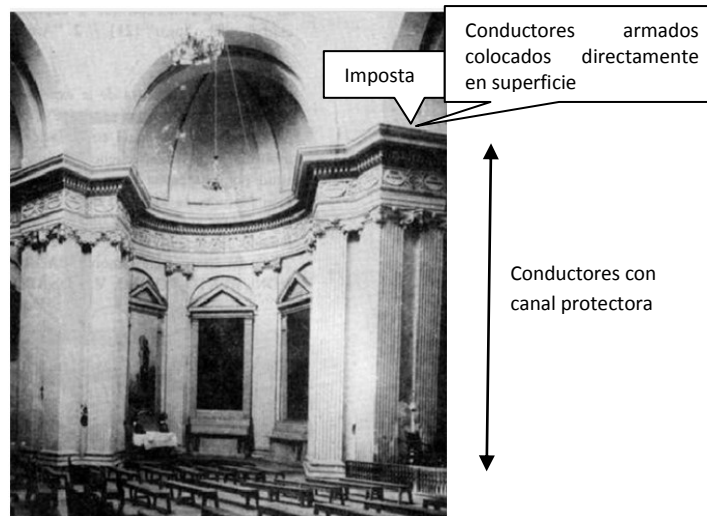 Conductores armados
colocados directamente
en superficie
Imposta
Conductores con
canal protectora